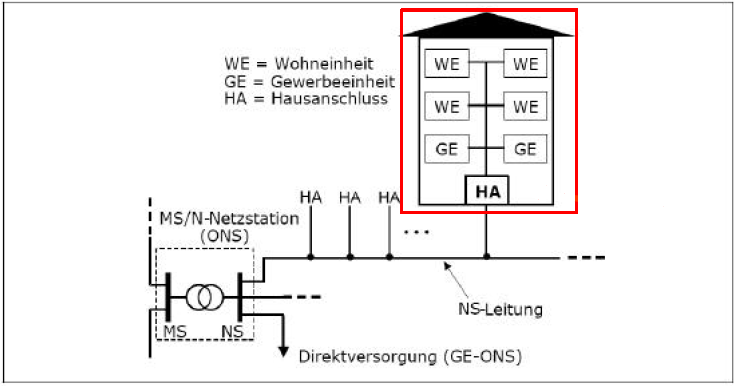 WE = Wohneinheit
GE = Gewerbeeinheit
HA = Hausanschluss
WE WE
WE WE
GE GE
HA
HA HA HA
...
MS/N-Netzstation
(ONS)
MS NS
NS-Leitung
Direktversorgung (GE-ONS)